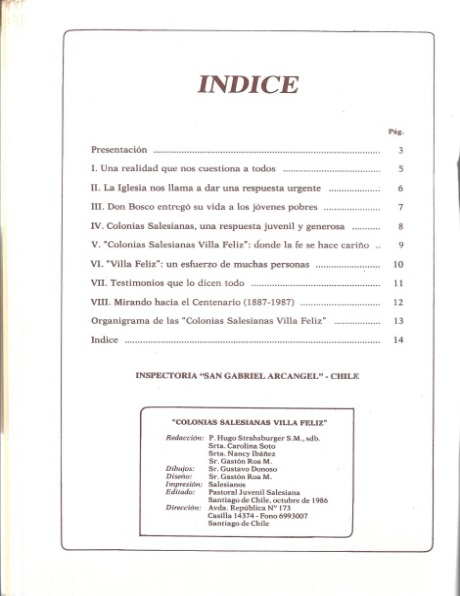 INDICE
Pág.
Presentación ........ 3
I. Una realidad que nos cuestiona a todos ........ 5
II. La Iglesia nos llama a dar una respuesta urgente ........ 6
III. Don Bosco entregó su vida a los jóvenes pobres ........ 7
IV. Colonias Salesianas, una respuesta juvenil y generosa ........ 8
V. "Colonias Salesianas Villa Feliz": donde la fe se hace cariño .. 9
VI. "Villa Feliz": un esfuerzo de muchas personas ........ 10
VII. Testimonios que lo dicen todo ........ 11
VIII. Mirando hacia el Centenario (1887-1987) ........ 12
Organigrama de las "Colonias Salesianas Villa Feliz" ........ 13
Indice ........ 14
INSPECTORIA "SAN GABRIEL ARCANGEL" - CHILE
"COLONIAS SALESIANAS VILLA FELIZ"
Redacción: P. Hugo Strahsburger S.M., sdb.
Srta. Carolina Soto
Srta. Nancy Ibáñez
Sr. Gastón Roa M.
Dibujos: Sr. Gustavo Donoso
Diseño: Sr. Gastón Roa M.
Impresión: Salesianos
Editado: Pastoral Juvenil Salesiana
Santiago de Chile, octubre de 1986
Dirección: Avda. República Nº 173
Casilla 14374 - Fono 6993007
Santiago de Chile